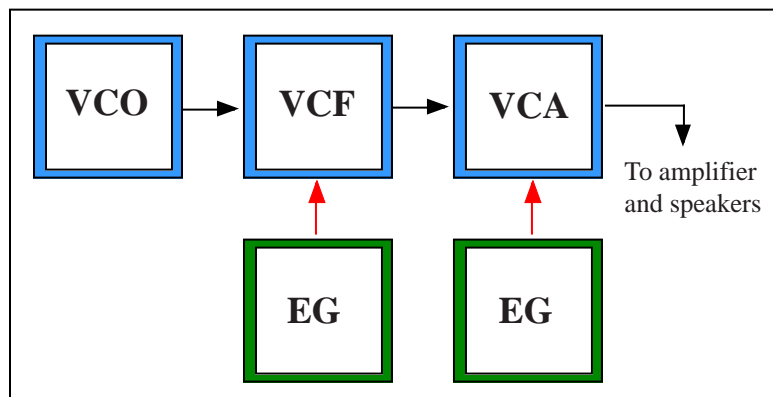 VCO
VCF
VCA
To amplifier
and speakers
EG
EG